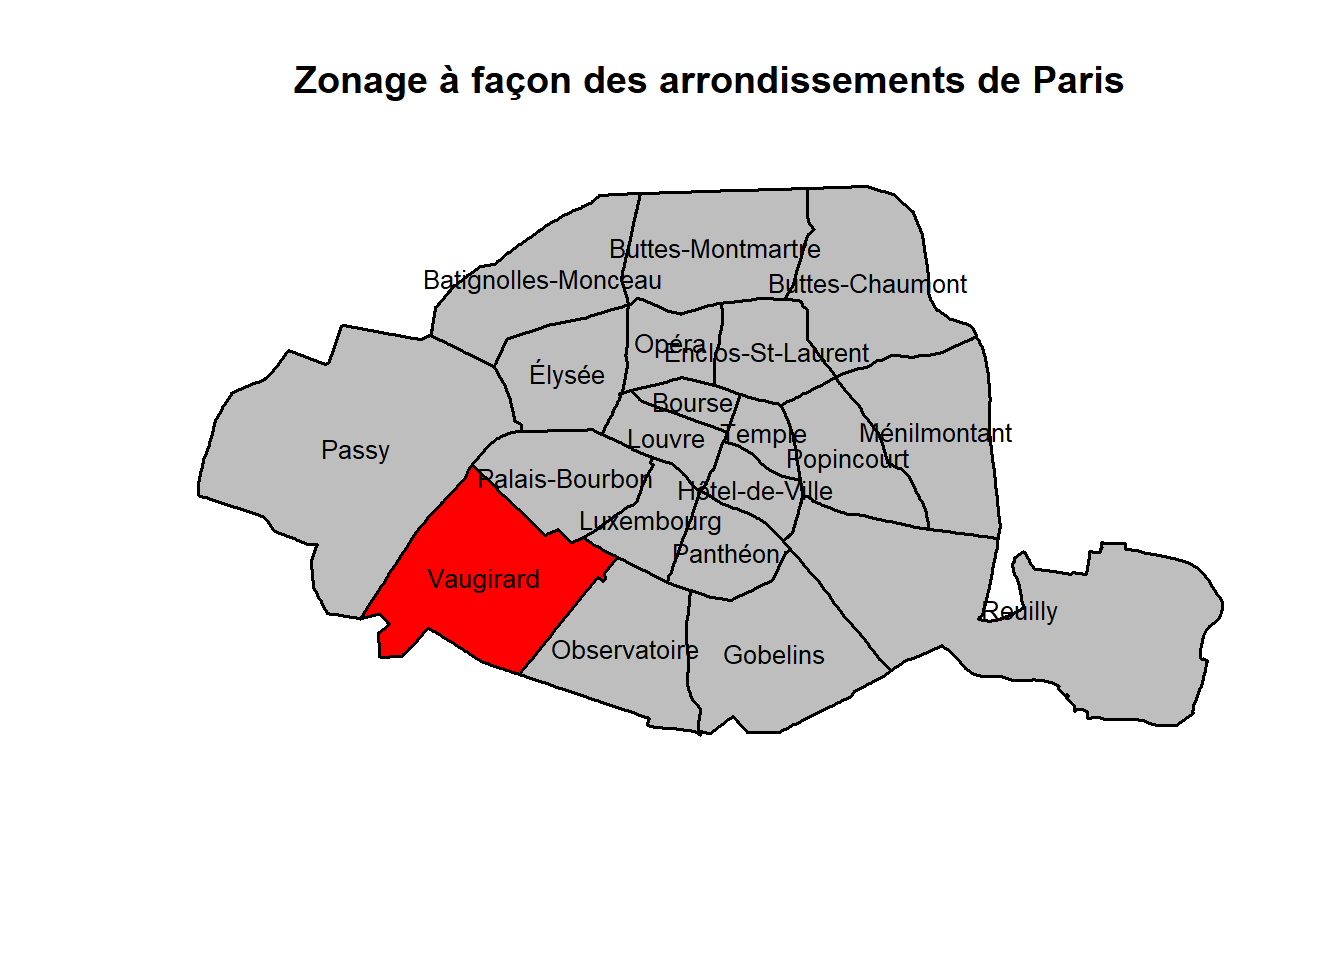 Zonage à façon des arrondissements de Paris
Buttes-Montmartre
Batignolles-Monceau
Buttes-Chaumont
Opéra
Enclos-St-Laurent
Élysée
Bourse
Ménilmontant
Temple
Louvre
Passy
Popincourt
Palais-Bourbon
Hôtel-de-Ville
Luxembourg
Panthéon
Vaugirard
Reuilly
Observatoire
Gobelins